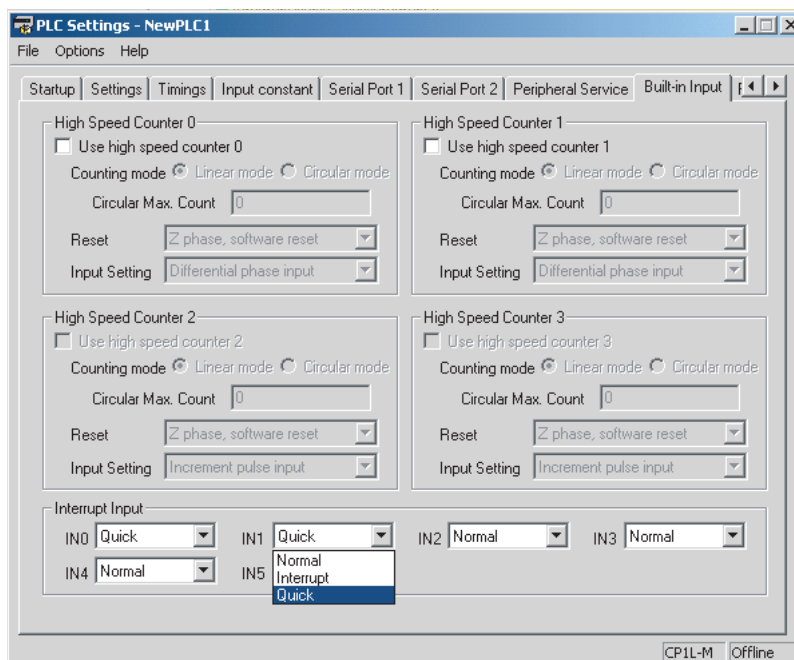 PLC Settings - NewPLC1
File Options Help
Startup Settings Timings Input constant Serial Port 1 Serial Port 2 Peripheral Service Built-in Input
High Speed Counter 0
Use high speed counter 0
Counting mode Linear mode Circular mode
Circular Max. Count 0
Reset Z phase, software reset
Input Setting Differential phase input
High Speed Counter 1
Use high speed counter 1
Counting mode Linear mode Circular mode
Circular Max. Count 0
Reset Z phase, software reset
Input Setting Differential phase input
High Speed Counter 2
Use high speed counter 2
Counting mode Linear mode Circular mode
Circular Max. Count 0
Reset Z phase, software reset
Input Setting Increment pulse input
High Speed Counter 3
Use high speed counter 3
Counting mode Linear mode Circular mode
Circular Max. Count 0
Reset Z phase, software reset
Input Setting Increment pulse input
Interrupt Input
IN0 Quick IN1 Quick IN2 Normal IN3 Normal
Normal
IN4 Normal IN5 Interrupt
Quick
CP1L-M Offline